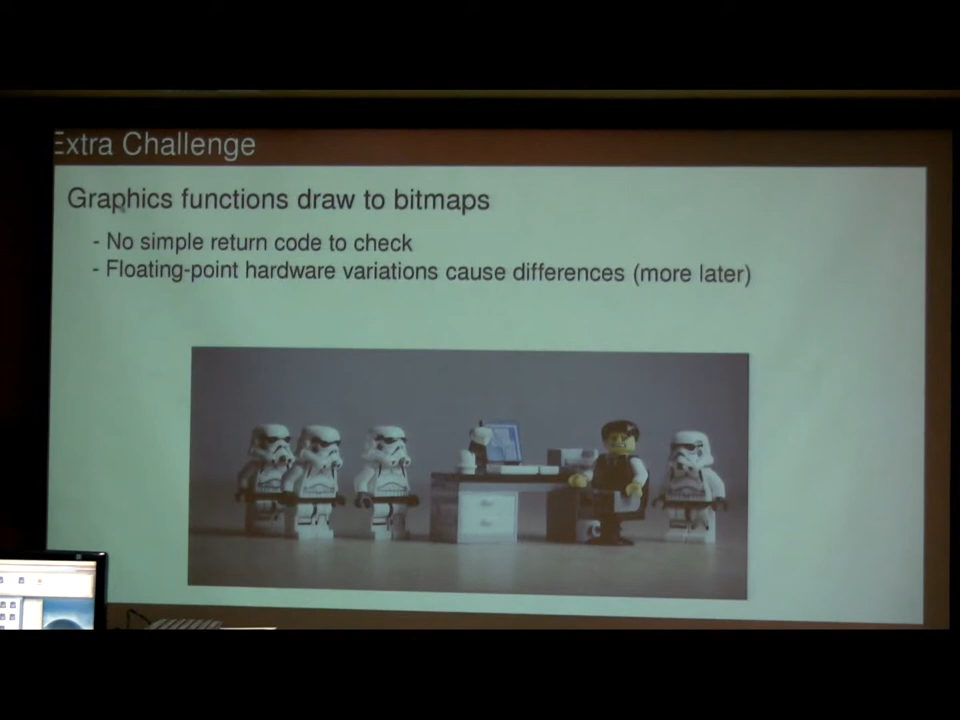 Extra Challenge
Graphics functions draw to bitmaps
- No simple return code to check
- Floating-point hardware variations cause differences (more later)